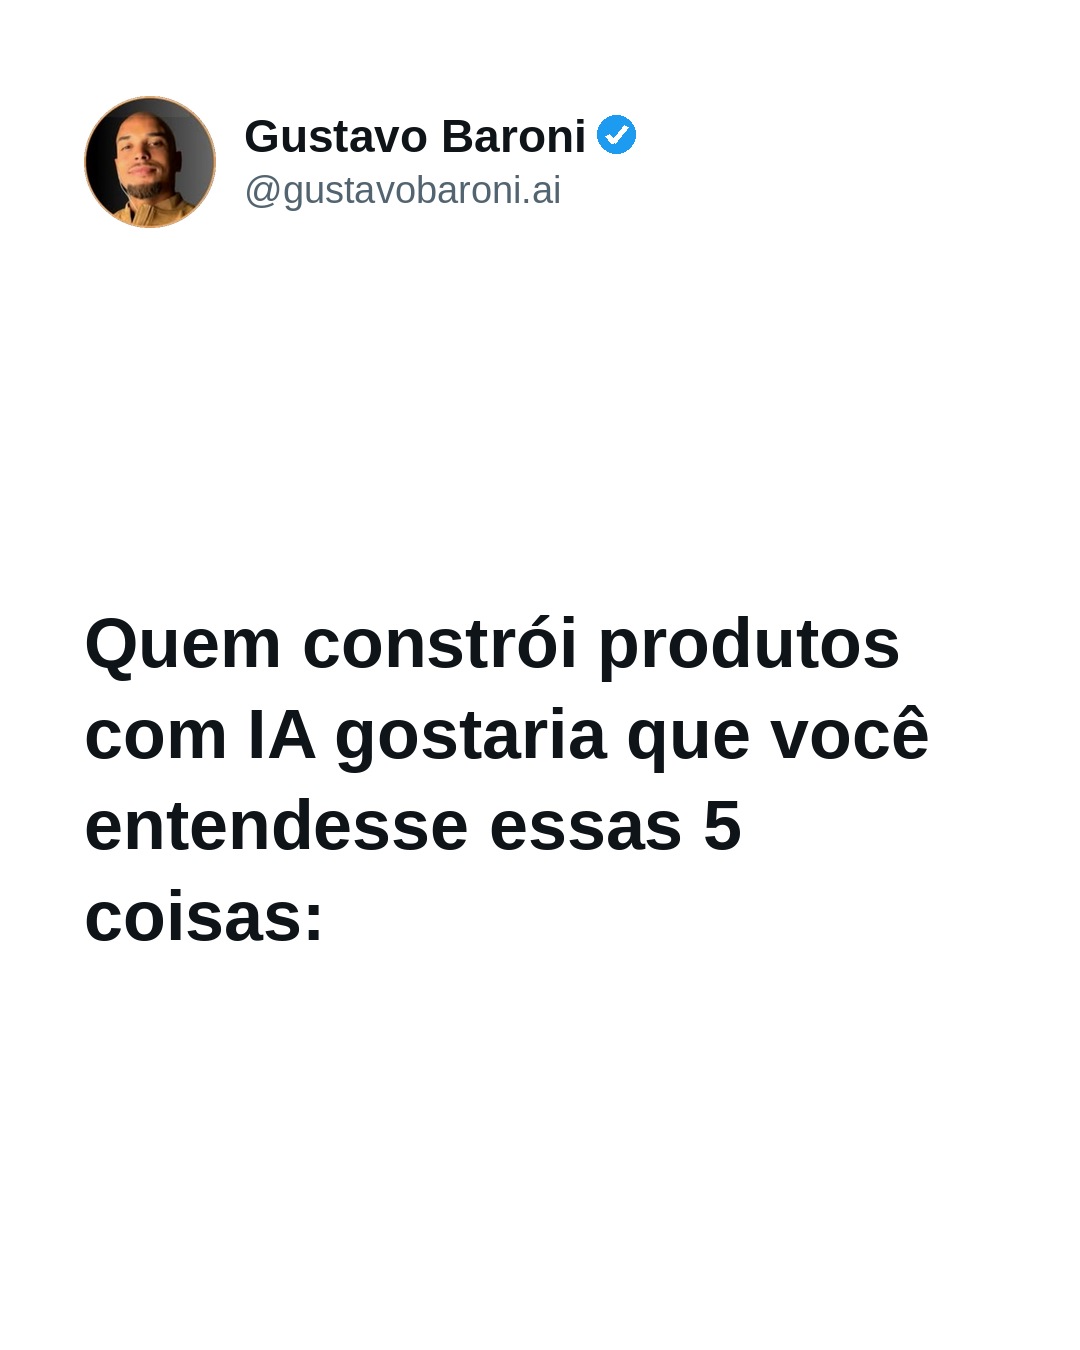 Gustavo Baroni
@gustavobaroni.ai
Quem constrói produtos
com IA gostaria que você
entendesse essas 5
coisas: